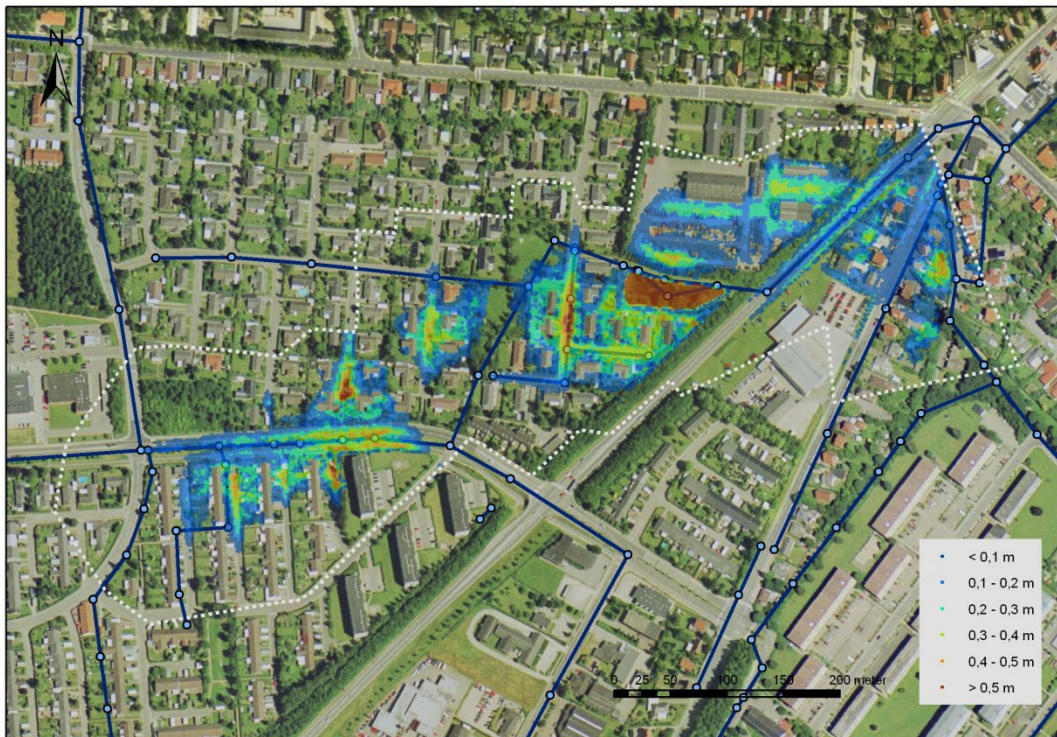 N
< 0,1 m
0,1 - 0,2 m
0,2 - 0,3 m
0,3 - 0,4 m
0,4 - 0,5 m
> 0,5 m
0 25 50 100 150 200 meter